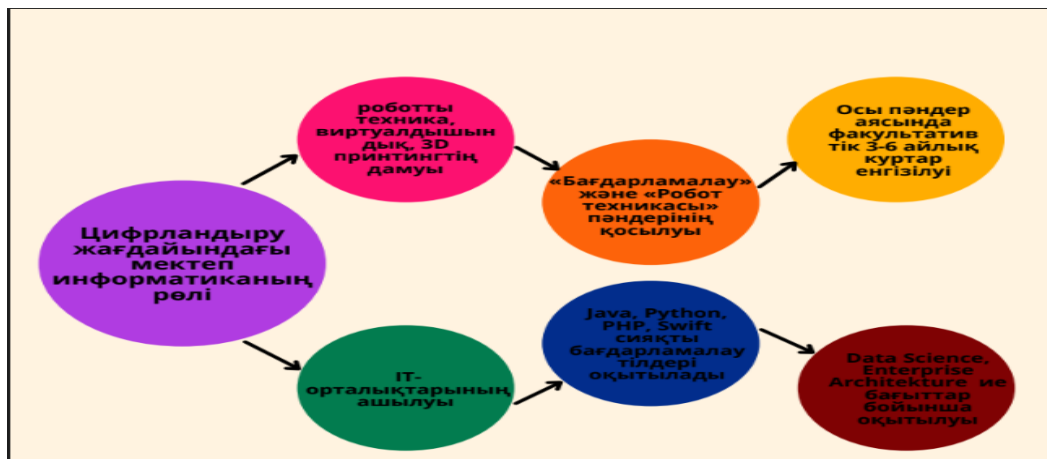 роботты
техника,
виртуалдышын
дық, 3D
принтингтің
дамуы
Осы пәндер
аясында
факультатив
тік 3-6 айлық
куртар
енгізілуі
«Бағдарламалау»
және «Робот
техникасы»
пәндерінің
қосылуы
Цифрландыру
жағдайындағы
мектеп
информатиканың
рөлі
Java, Python,
PHP, Swift
сияқты
бағдарламалау
тілдері
оқытылады
IT-
орталықтарының
ашылуы
Data Science,
Enterprise
Architekture ие
бағыттар
бойынша
оқытылуы